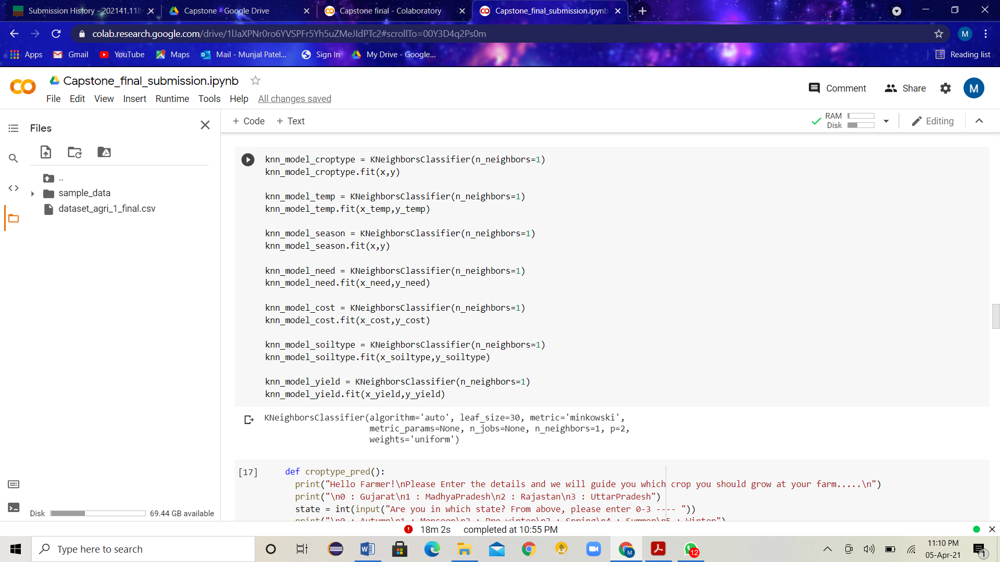 Submission History - 202141.118
Capstone - Google Drive
Capstone final - Colaboratory
Capstone_final_submission.ipynb
colab.research.google.com/drive/1lJaXPNr0ro6YVSPFr5Yh5uZMeJIdPTc2#scrollTo=00Y3D4q2Ps0m
M
Apps
Gmail
YouTube
Maps
Mail - Munjal Patel...
Sign In
My Drive - Google...
Reading list
Capstone_final_submission.ipynb
Comment
Share
M
File Edit View Insert Runtime Tools Help All changes saved
Files
+ Code + Text
RAM
Disk
Editing
..
sample_data
dataset_agri_1_final.csv
knn_model_croptype = KNeighborsClassifier(n_neighbors=1)
knn_model_croptype.fit(x,y)
knn_model_temp = KNeighborsClassifier(n_neighbors=1)
knn_model_temp.fit(x_temp,y_temp)
knn_model_season = KNeighborsClassifier(n_neighbors=1)
knn_model_season.fit(x,y)
knn_model_need = KNeighborsClassifier(n_neighbors=1)
knn_model_need.fit(x_need,y_need)
knn_model_cost = KNeighborsClassifier(n_neighbors=1)
knn_model_cost.fit(x_cost,y_cost)
knn_model_soiltype = KNeighborsClassifier(n_neighbors=1)
knn_model_soiltype.fit(x_soiltype,y_soiltype)
knn_model_yield = KNeighborsClassifier(n_neighbors=1)
knn_model_yield.fit(x_yield,y_yield)
KNeighborsClassifier(algorithm='auto', leaf_size=30, metric='minkowski',
metric_params=None, n_jobs=None, n_neighbors=1, p=2,
weights='uniform')
[17] def croptype_pred():
print("Hello Farmer!\nPlease Enter the details and we will guide you which crop you should grow at your farm.....\n")
print("\n0 : Gujarat\n1 : MadhyaPradesh\n2 : Rajastan\n3 : UttarPradesh")
state = int(input("Are you in which state? From above, please enter 0-3 ---- "))
print("\n0 : Autumn\n1 : Monsoon\n2 : Pre winter\n3 : Spring\n4 : Summer\n5 : Winter")
Disk 69.44 GB available
18m 2s completed at 10:55 PM
Type here to search
12
11:10 PM
05-Apr-21
1